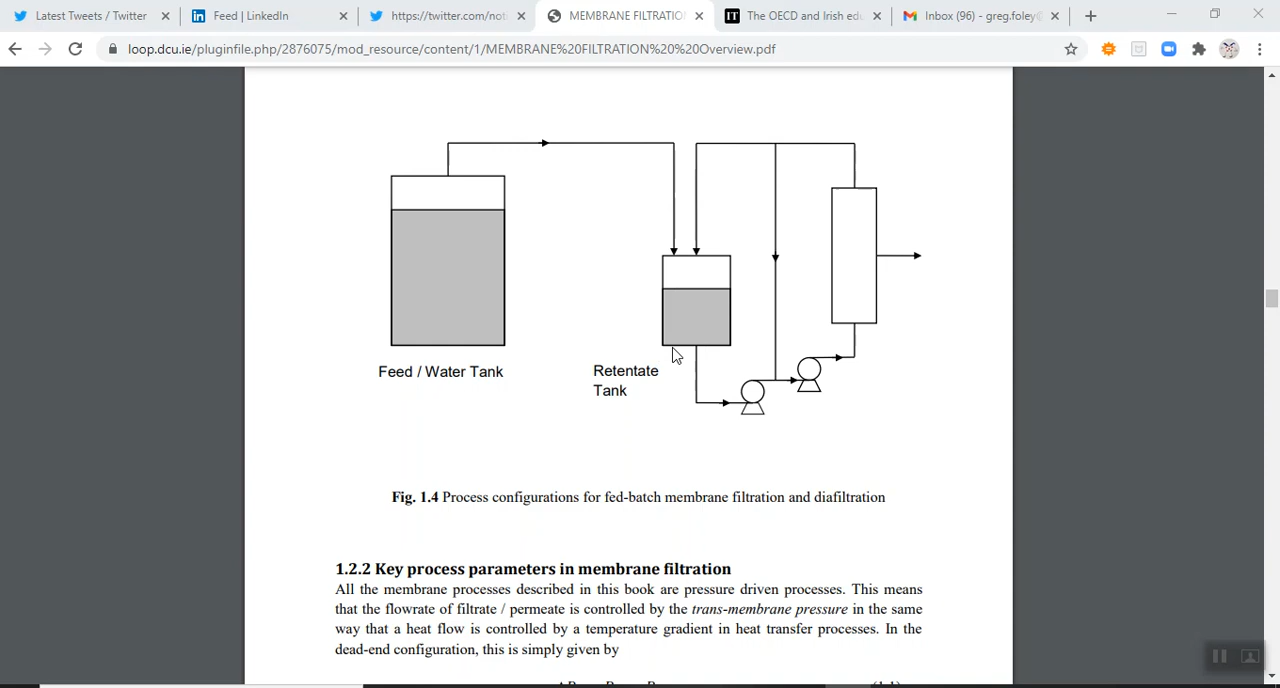 Latest Tweets / Twitter
Feed | LinkedIn
https://twitter.com/noti
MEMBRANE FILTRATIO
The OECD and Irish edu
Inbox (96) - greg.foley@
loop.dcu.ie/pluginfile.php/2876075/mod_resource/content/1/MEMBRANE%20FILTRATION%20%20Overview.pdf
Feed / Water Tank
Retentate
Tank
Fig. 1.4 Process configurations for fed-batch membrane filtration and diafiltration
1.2.2 Key process parameters in membrane filtration
All the membrane processes described in this book are pressure driven processes. This means
that the flowrate of filtrate / permeate is controlled by the trans-membrane pressure in the same
way that a heat flow is controlled by a temperature gradient in heat transfer processes. In the
dead-end configuration, this is simply given by